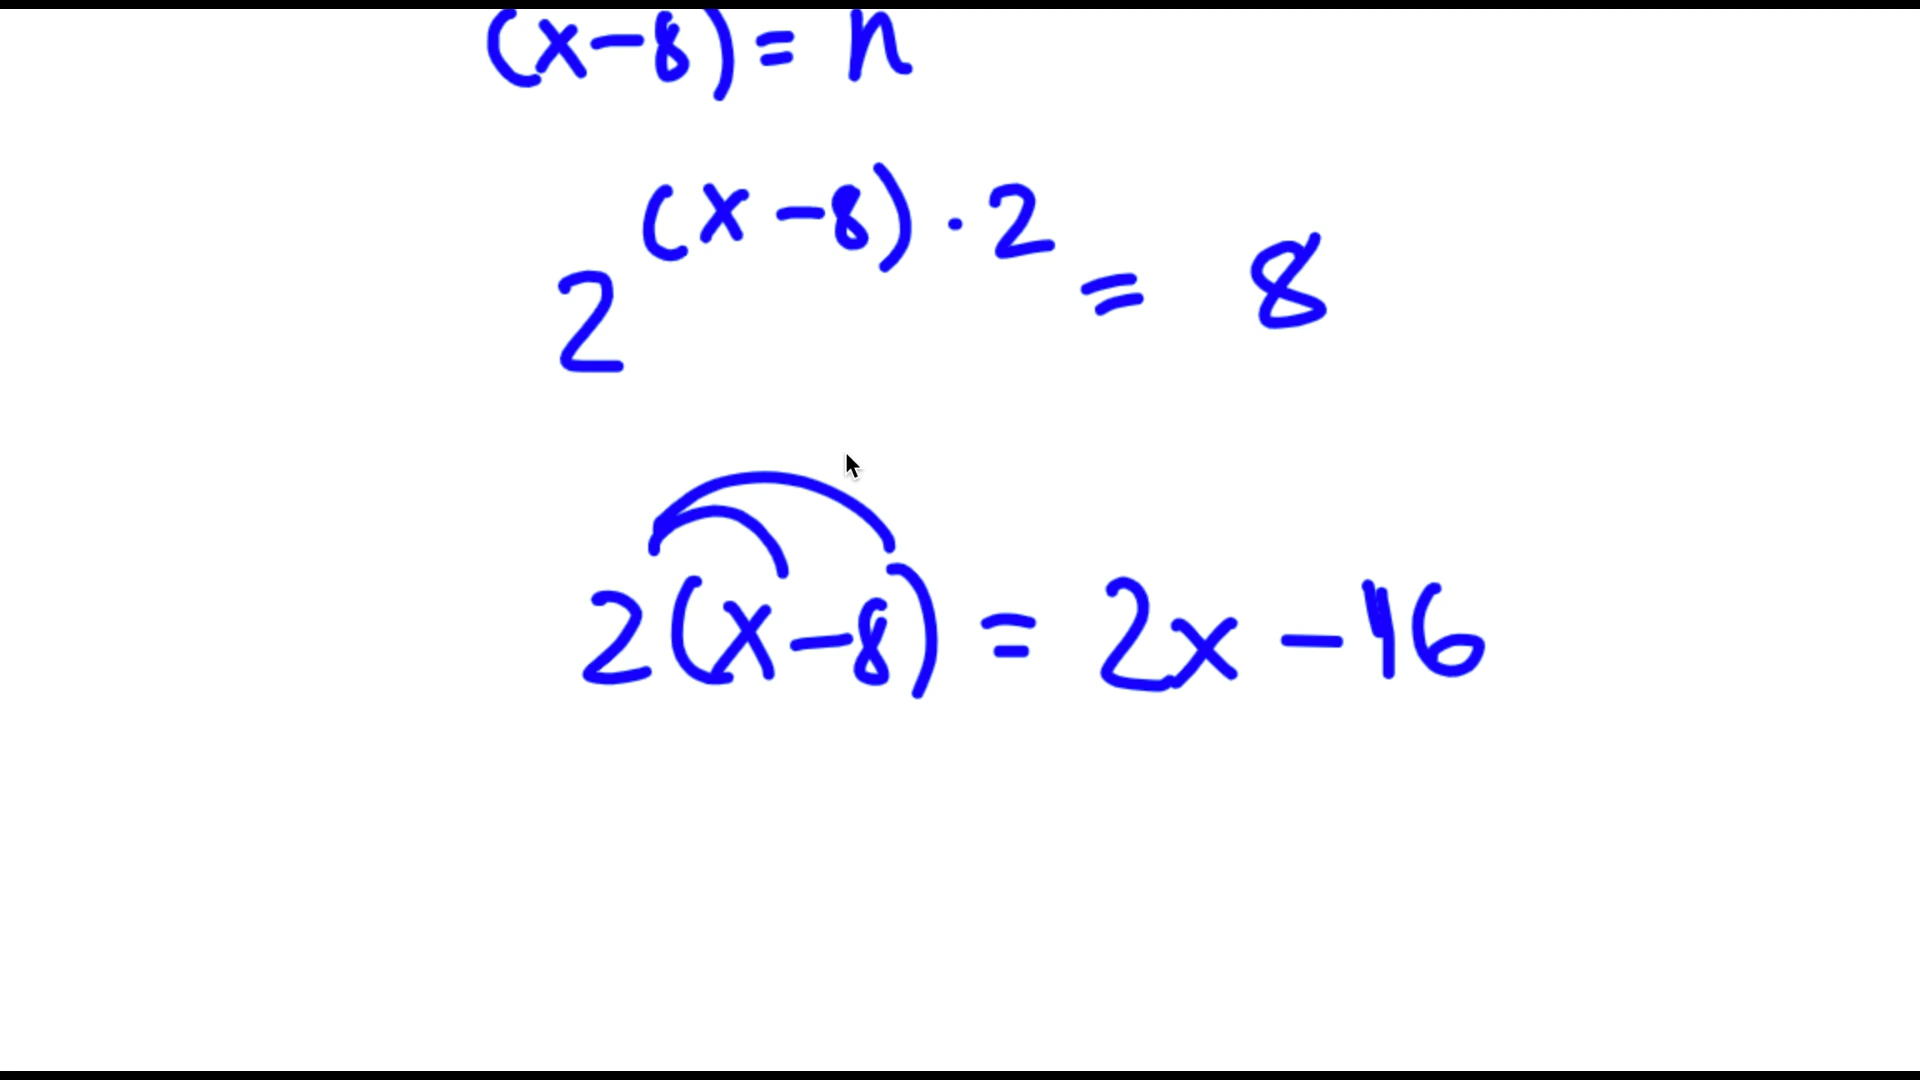 (x-8) = n
2^{(x-8)·2} = 8
2(x-8) = 2x-16